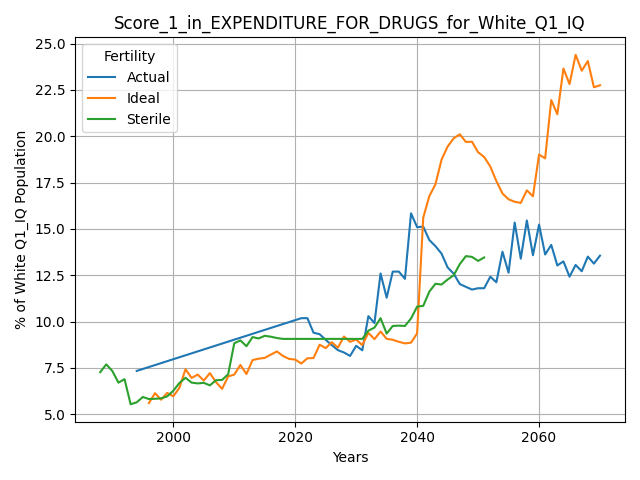 Score_1_in_EXPENDITURE_FOR_DRUGS_for_White_Q1_IQ
% of White Q1_IQ Population
25.0
22.5
20.0
17.5
15.0
12.5
10.0
7.5
5.0
Fertility
Actual
Ideal
Sterile
2000
2020
2040
2060
Years